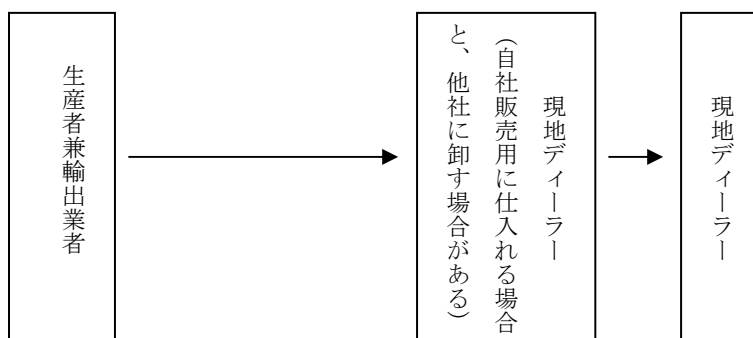 生産者兼輸出業者
現地ディーラー
（自社販売用に仕入れる場合
と、他社に卸す場合がある）
現地ディーラー